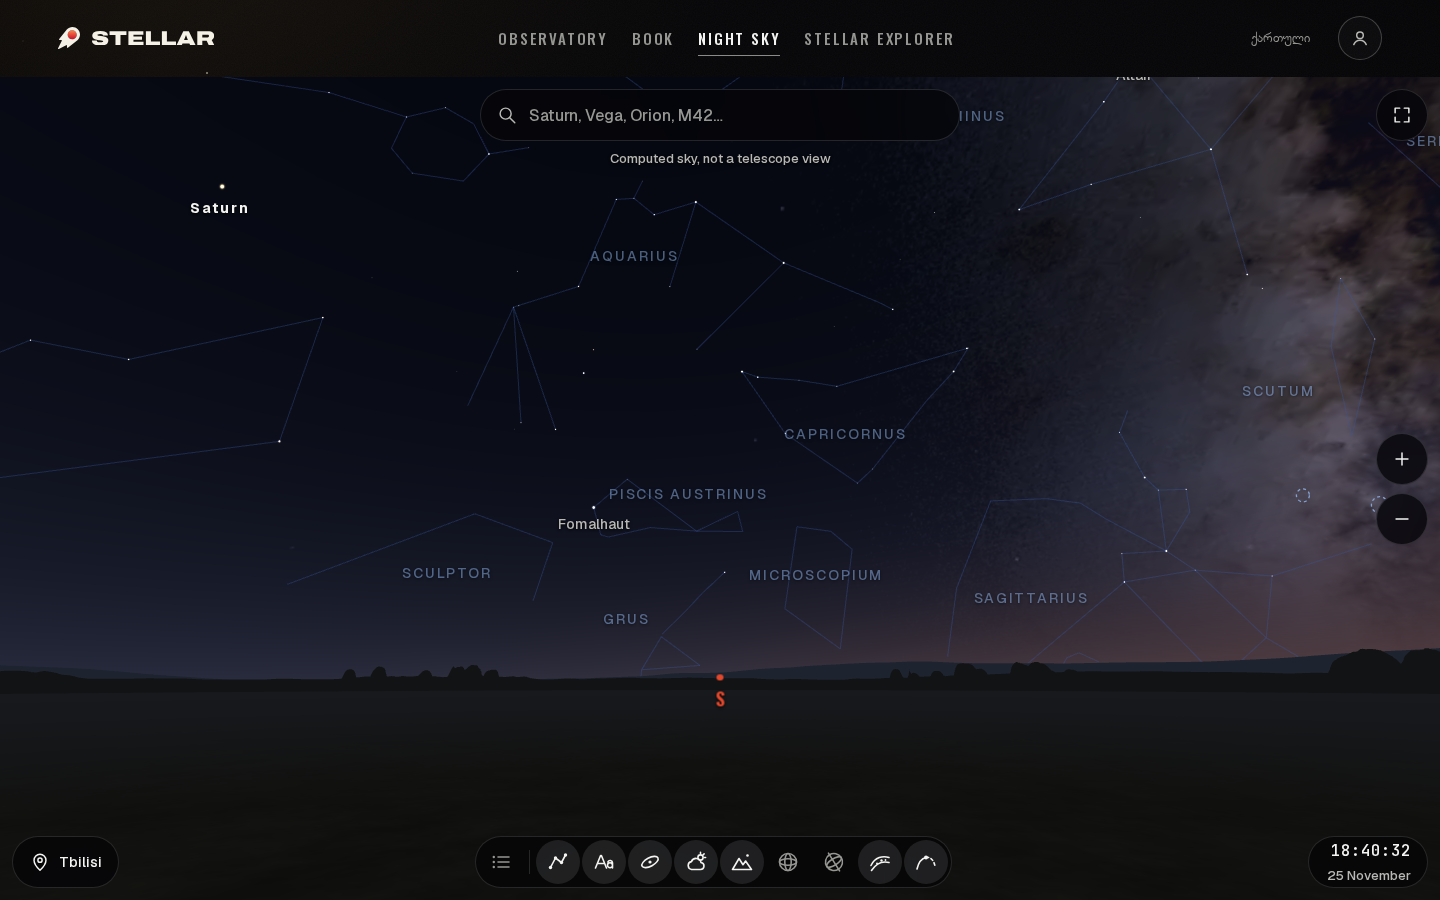 STELLAR
OBSERVATORY
BOOK
NIGHT SKY
STELLAR EXPLORER
ქართული
Saturn, Vega, Orion, M42...
Computed sky, not a telescope view
Saturn
AQUARIUS
SCUTUM
CAPRICORNUS
PISCIS AUSTRINUS
Fomalhaut
SCULPTOR
MICROSCOPIUM
SAGITTARIUS
GRUS
S
Tbilisi
18:40:32
25 November